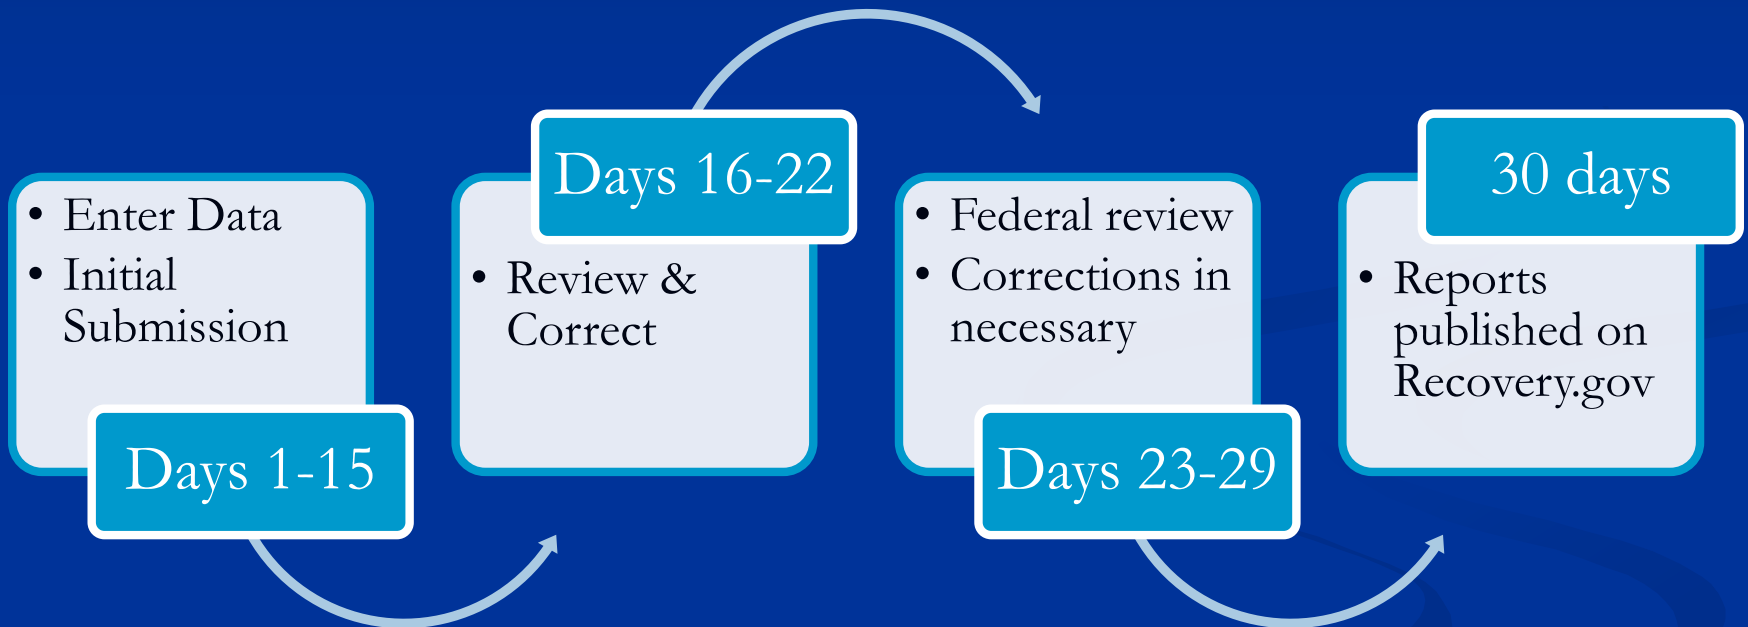 • Enter Data
• Initial
Submission
Days 1-15
Days 16-22
• Review &
Correct
• Federal review
• Corrections in
necessary
Days 23-29
30 days
• Reports
published on
Recovery.gov